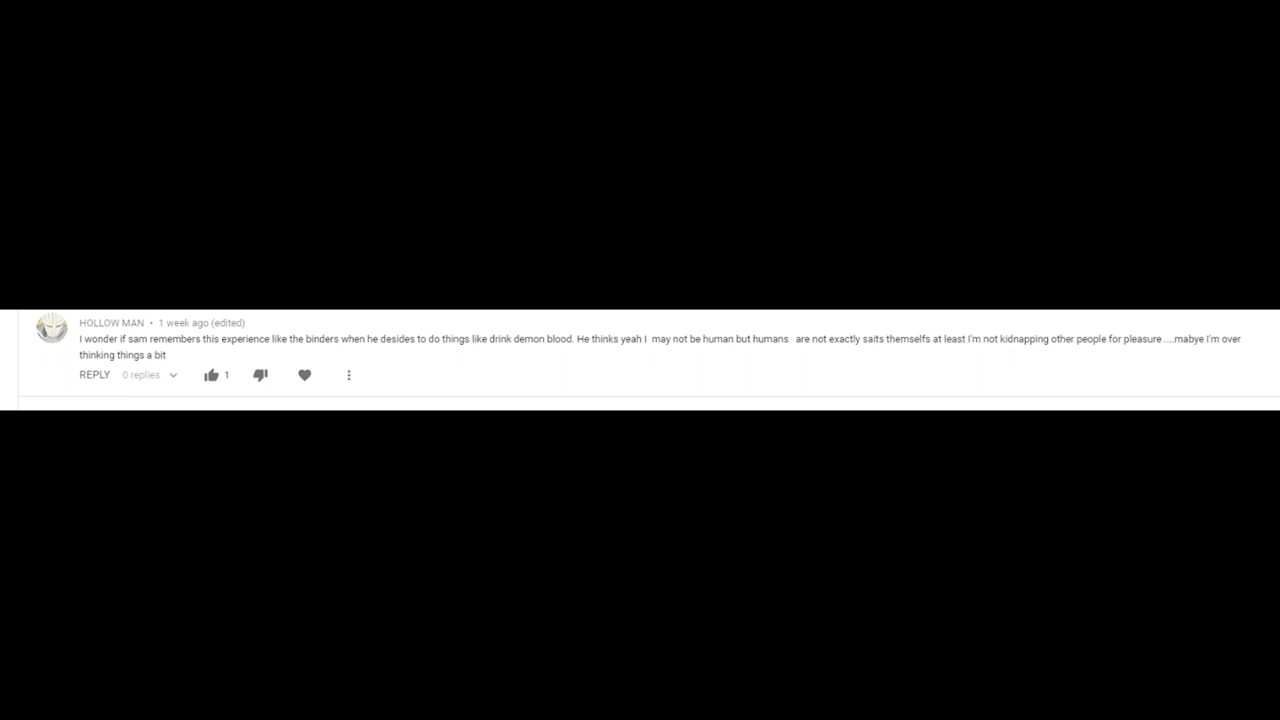 HOLLOW MAN • 1 week ago (edited)
I wonder if sam remembers this experience like the binders when he desides to do things like drink demon blood. He thinks yeah I may not be human but humans are not exactly saits themselfs at least I'm not kidnapping other people for pleasure ....mabye I'm over
thinking things a bit
REPLY 0 replies 1